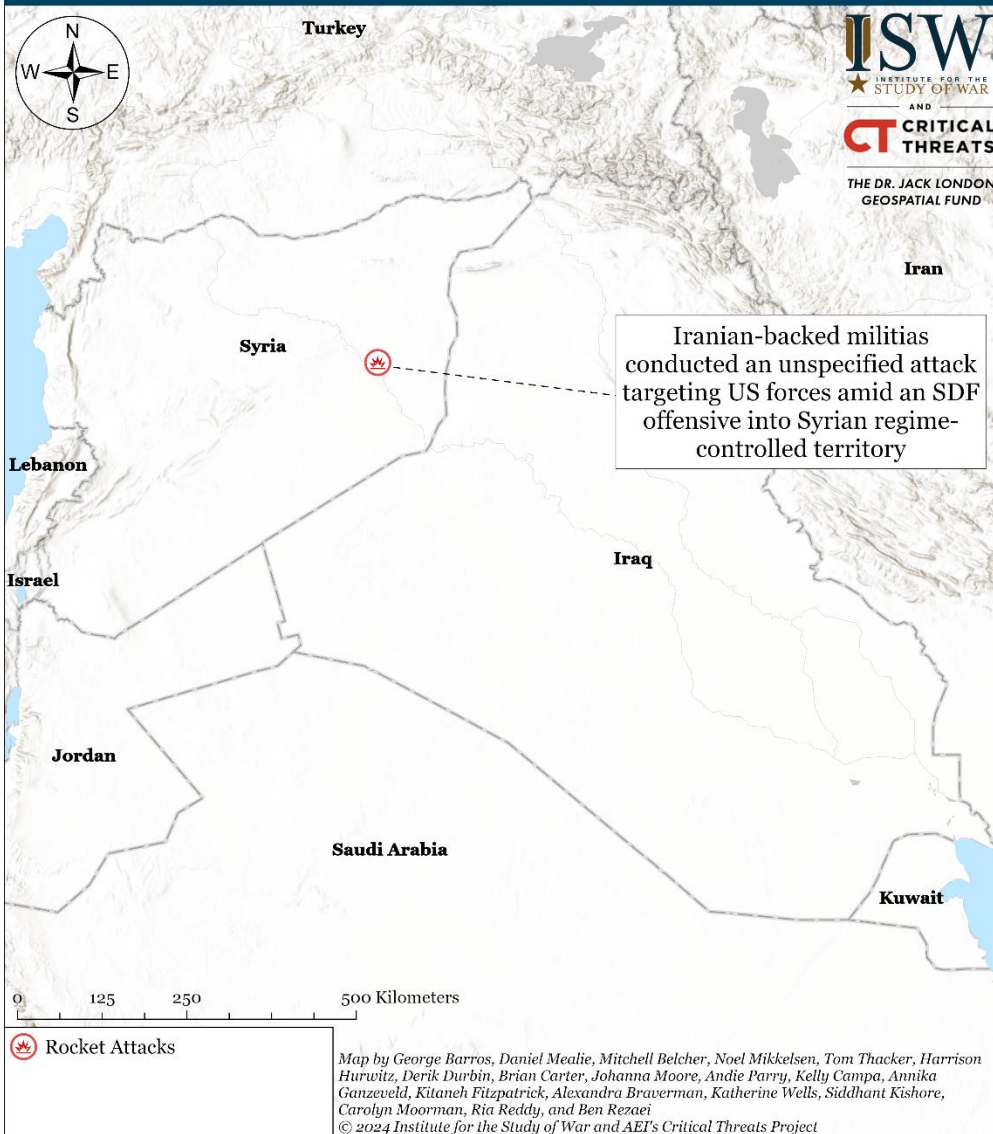 N
W
E
S
Turkey
ISW
INSTITUTE FOR THE
STUDY OF WAR
AND
CT CRITICAL
THREATS
THE DR. JACK LONDON
GEOSPATIAL FUND
Iran
Syria
Iranian-backed militias
conducted an unspecified attack
targeting US forces amid an SDF
offensive into Syrian regime-
controlled territory
Lebanon
Israel
Iraq
Jordan
Saudi Arabia
Kuwait
0 125 250 500 Kilometers
Rocket Attacks
Map by George Barros, Daniel Mealie, Mitchell Belcher, Noel Mikkelsen, Tom Thacker, Harrison
Hurwitz, Derik Durbin, Brian Carter, Johanna Moore, Andie Parry, Kelly Campa, Annika
Ganzeveld, Kitaneh Fitzpatrick, Alexandra Braverman, Katherine Wells, Siddhant Kishore,
Carolyn Moorman, Ria Reddy, and Ben Rezaei
© 2024 Institute for the Study of War and AEI's Critical Threats Project